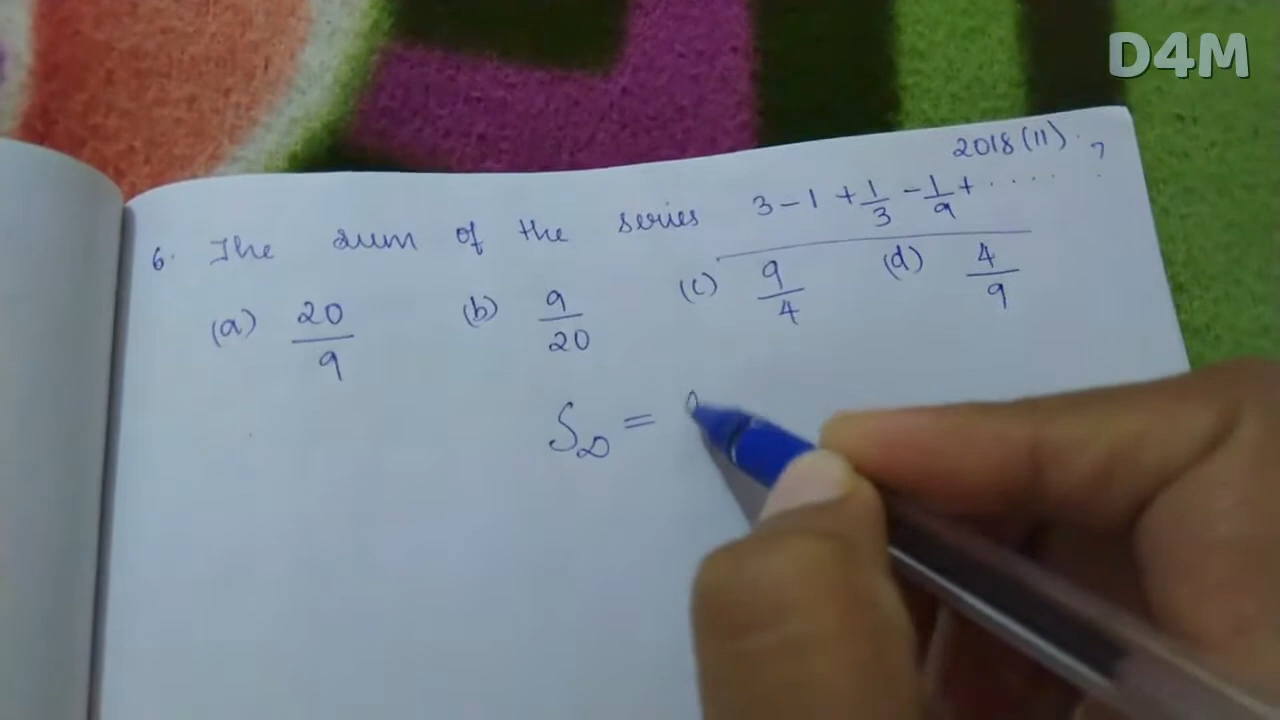 D4M
2018 (11)
6. The sum of the series 3 - 1 + 1/3 - 1/9 + ..... ?
(a) 20/9 (b) 9/20 (c) 9/4 (d) 4/9
S∞ =